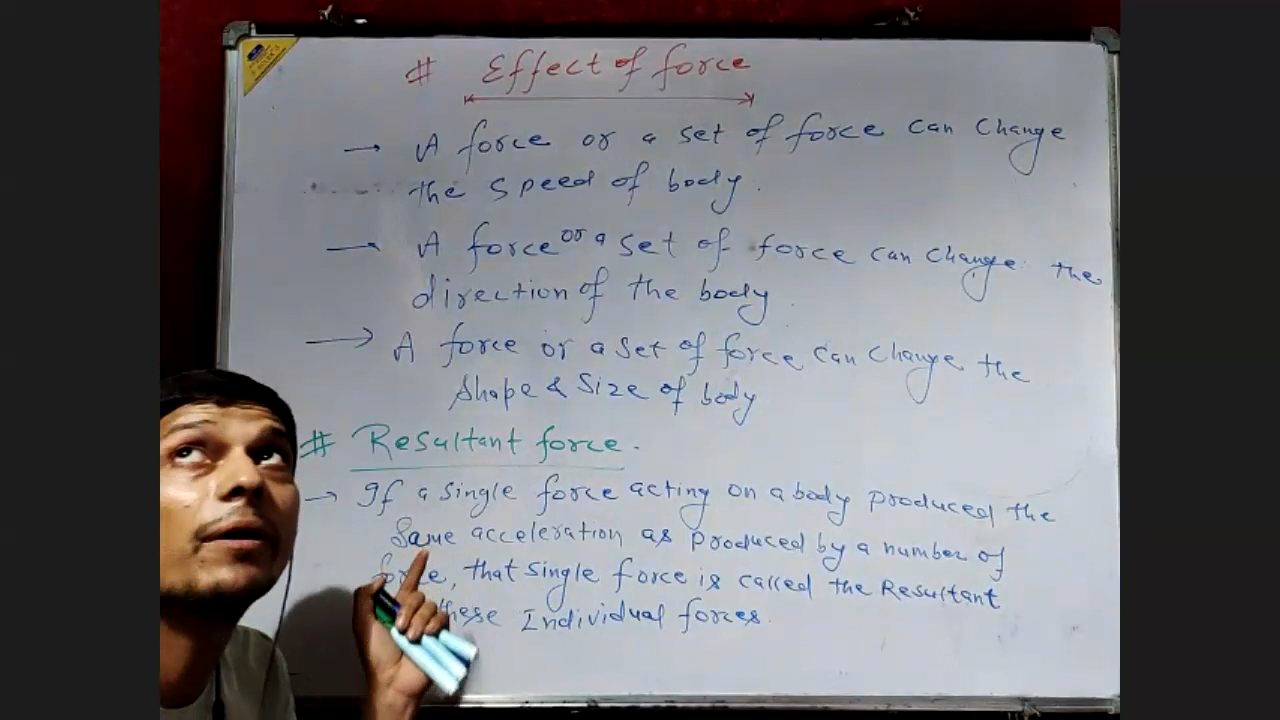 # Effect of force
→ A force or a set of force can change
the speed of body.
→ A force or a set of force can change the
direction of the body.
→ A force or a set of force can change the
Shape & Size of body
# Resultant force.
→ If a single force acting on a body produced the
Same acceleration as produced by a number of
force, that single force is called the Resultant
these Individual forces.